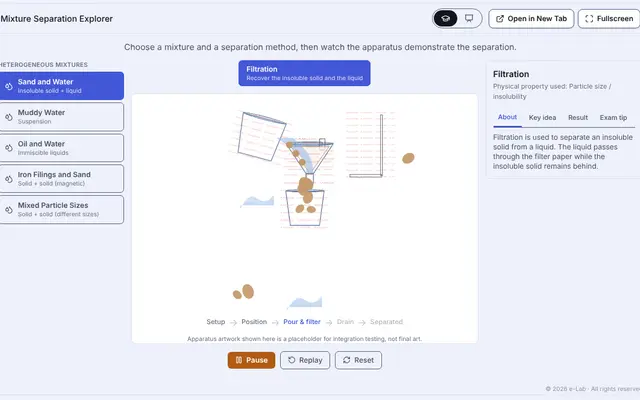 Mixture Separation Explorer
Open in New Tab
Fullscreen
Choose a mixture and a separation method, then watch the apparatus demonstrate the separation.
HETEROGENEOUS MIXTURES
Sand and Water
Insoluble solid + liquid
Muddy Water
Suspension
Oil and Water
Immiscible liquids
Iron Filings and Sand
Solid + solid (magnetic)
Mixed Particle Sizes
Solid + solid (different sizes)
Filtration
Recover the insoluble solid and the liquid
Setup → Position → Pour & filter → Drain → Separated
Apparatus artwork shown here is a placeholder for integration testing, not final art.
Pause
Replay
Reset
Filtration
Physical property used: Particle size / insolubility
About Key idea Result Exam tip
Filtration is used to separate an insoluble
solid from a liquid. The liquid passes
through the filter paper while the
insoluble solid remains behind.
© 2026 e-Lab · All rights